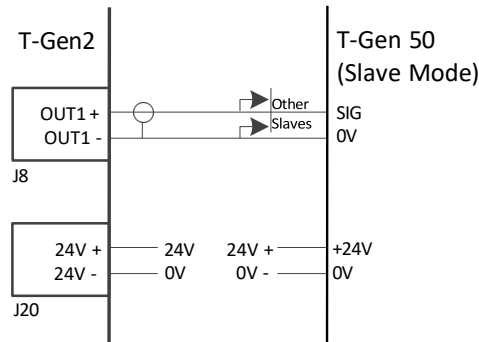 T-Gen2
T-Gen 50
(Slave Mode)
OUT1 +
Other
SIG
OUT1 -
Slaves
0V
J8
24V +
24V
24V +
+24V
24V -
0V
0V -
0V
J20